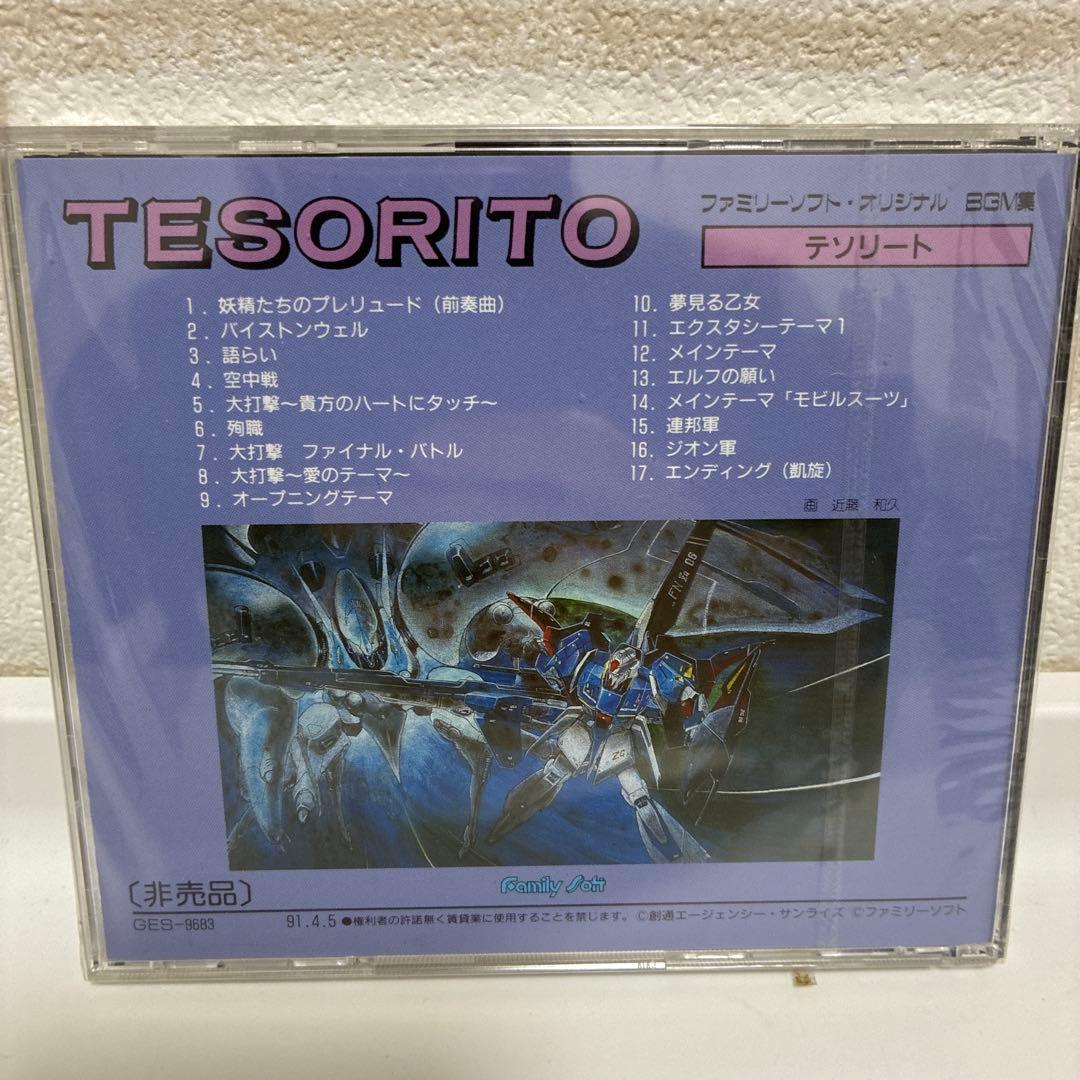 TESORITO
ファミリーソフト・オリジナル BGM集
テソリート
1. 妖精たちのプレリュード（前奏曲）
2. バイストンウェル
3. 語らい
4. 空中戦
5. 大打撃〜貴方のハートにタッチ〜
6. 殉職
7. 大打撃 ファイナル・バトル
8. 大打撃〜愛のテーマ〜
9. オープニングテーマ
10. 夢見る乙女
11. エクスタシーテーマ1
12. メインテーマ
13. エルフの願い
14. メインテーマ「モビルスーツ」
15. 連邦軍
16. ジオン軍
17. エンディング（凱旋）
画 近藤 和久
06
ZG
Family Soft
〔非売品〕
GES-9683
91.4.5 ●権利者の許諾無く賃貸業に使用することを禁じます。 ©創通エージェンシー・サンライズ ©ファミリーソフト